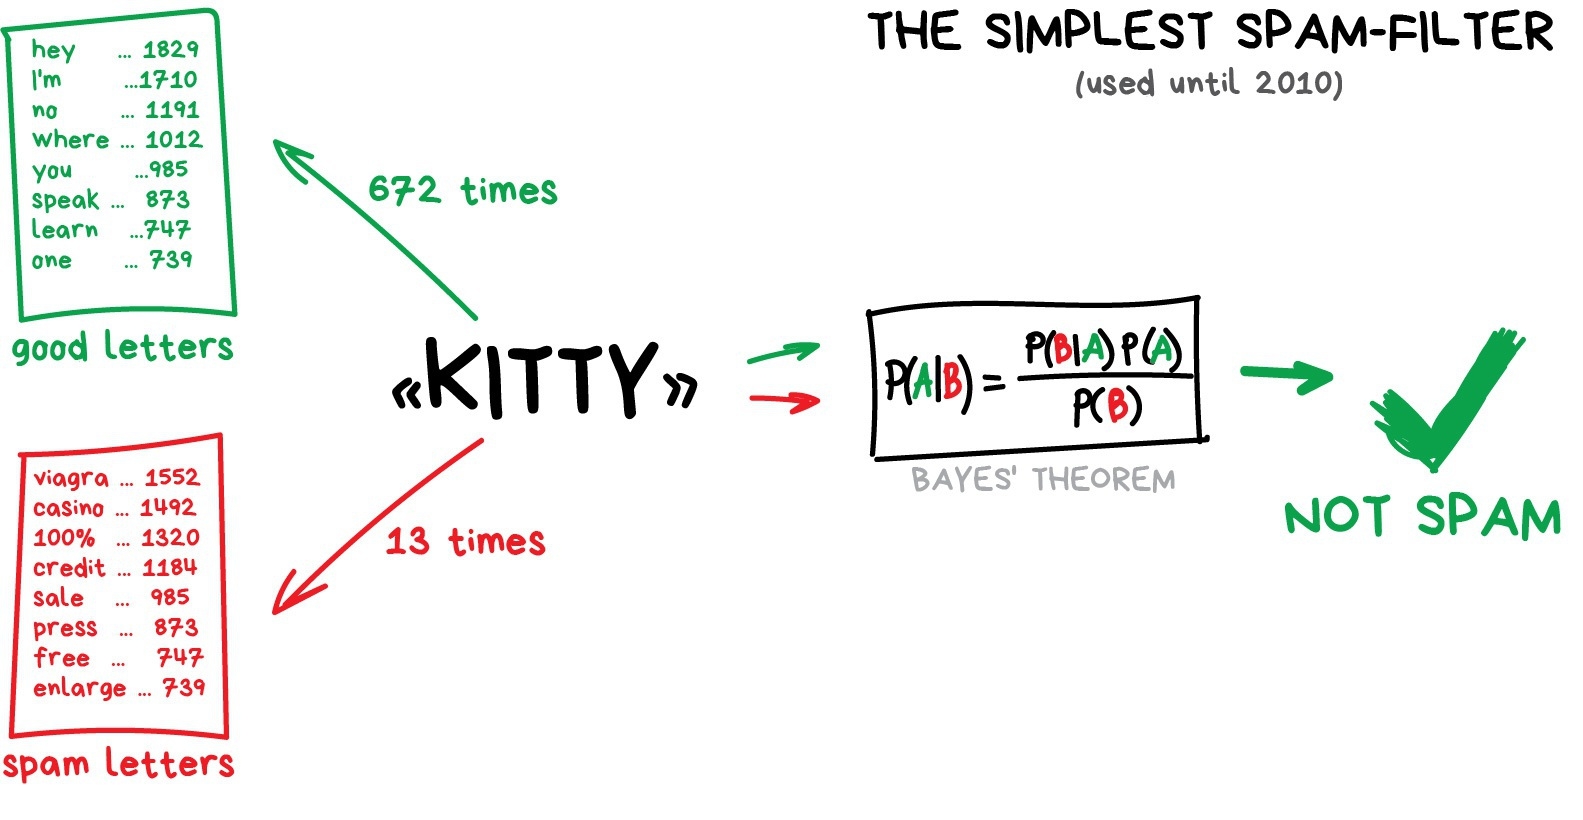 THE SIMPLEST SPAM-FILTER
(used until 2010)
hey ... 1829
I'm ...1710
no ... 1191
where ... 1012
you ...985
speak ... 873
learn ...747
one ... 739
good letters
672 times
«KITTY»
13 times
viagra ... 1552
casino ... 1492
100% ... 1320
credit ... 1184
sale ... 985
press ... 873
free ... 747
enlarge ... 739
spam letters
P(A|B) = P(B|A) P(A)
P(B)
BAYES' THEOREM
NOT SPAM